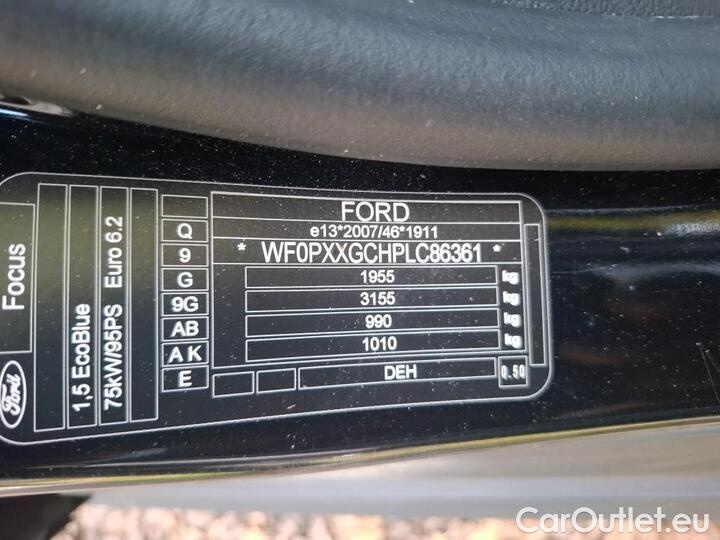 FORD
e13*2007/46*1911
* WF0PXXGCHPLC86361 *
1955 kg
3155 kg
990 kg
1010 kg
DEH 0.50
Q
9
G
9G
AB
A K
E
Euro 6.2
75kW/95PS
1,5 EcoBlue
Focus
Ford
CarOutlet.eu